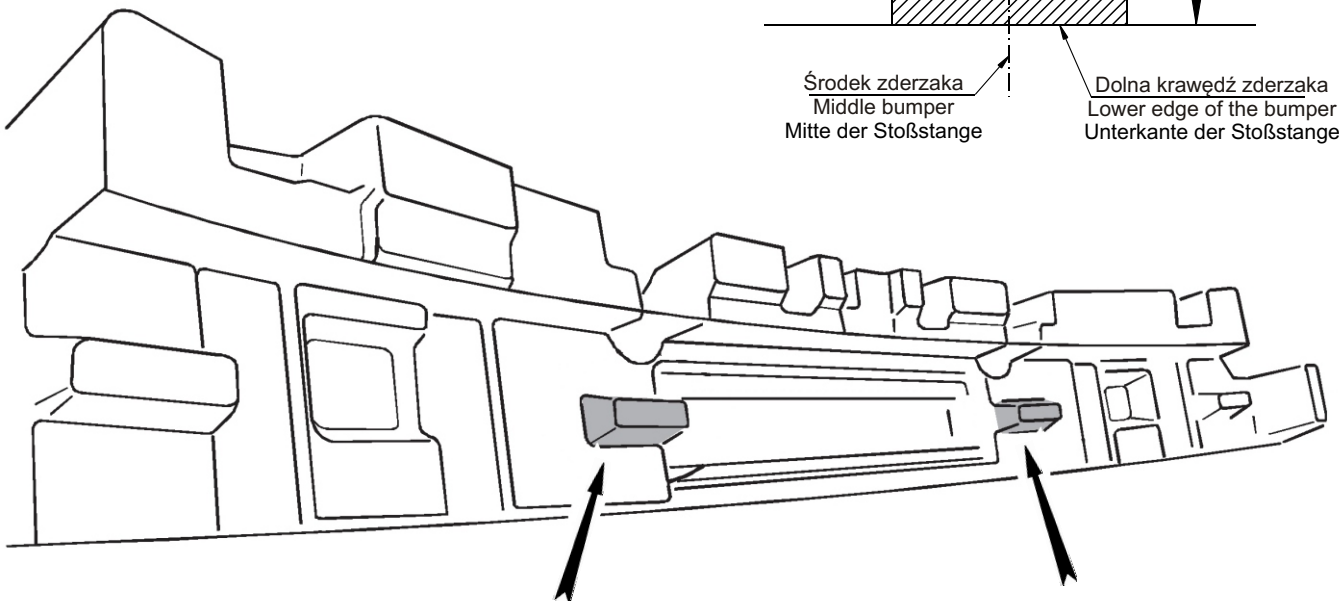 Środek zderzaka
Middle bumper
Mitte der Stoßstange
Dolna krawędź zderzaka
Lower edge of the bumper
Unterkante der Stoßstange